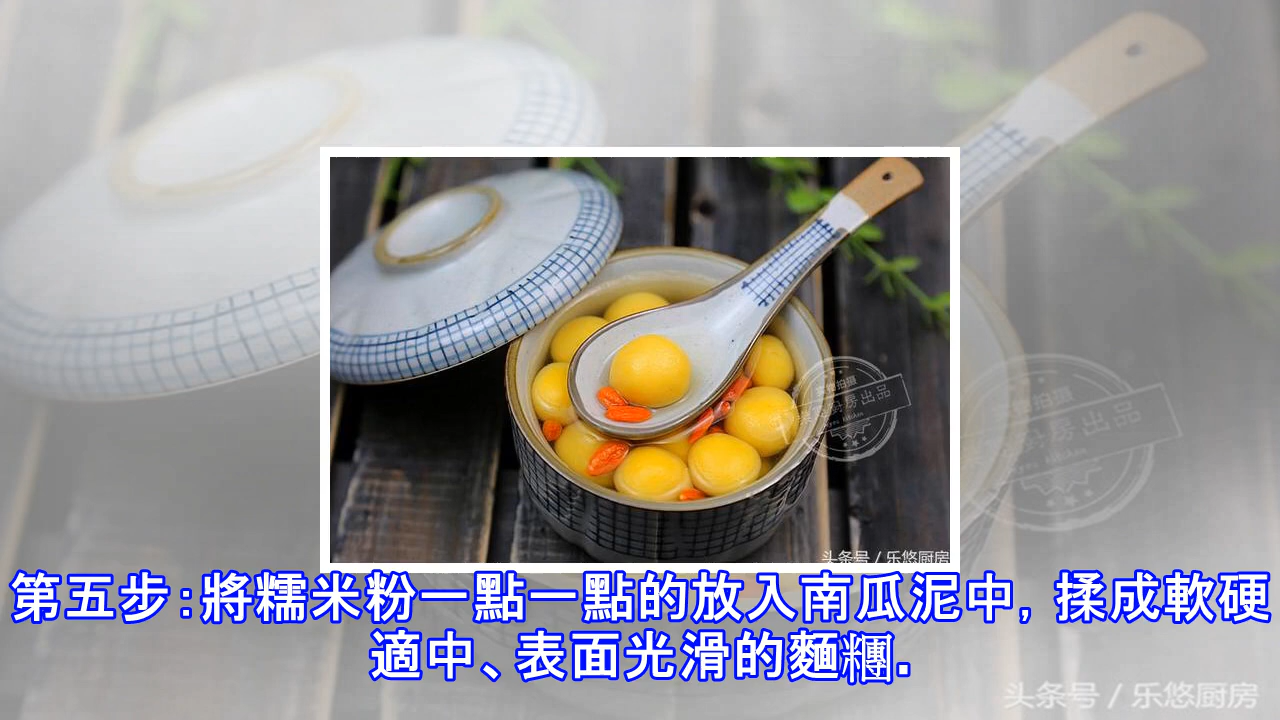 出品
头条号 / 乐悠厨房
第五步:將糯米粉一點一點的放入南瓜泥中, 揉成軟硬
適中、表面光滑的麵糰.
头条号 / 乐悠厨房